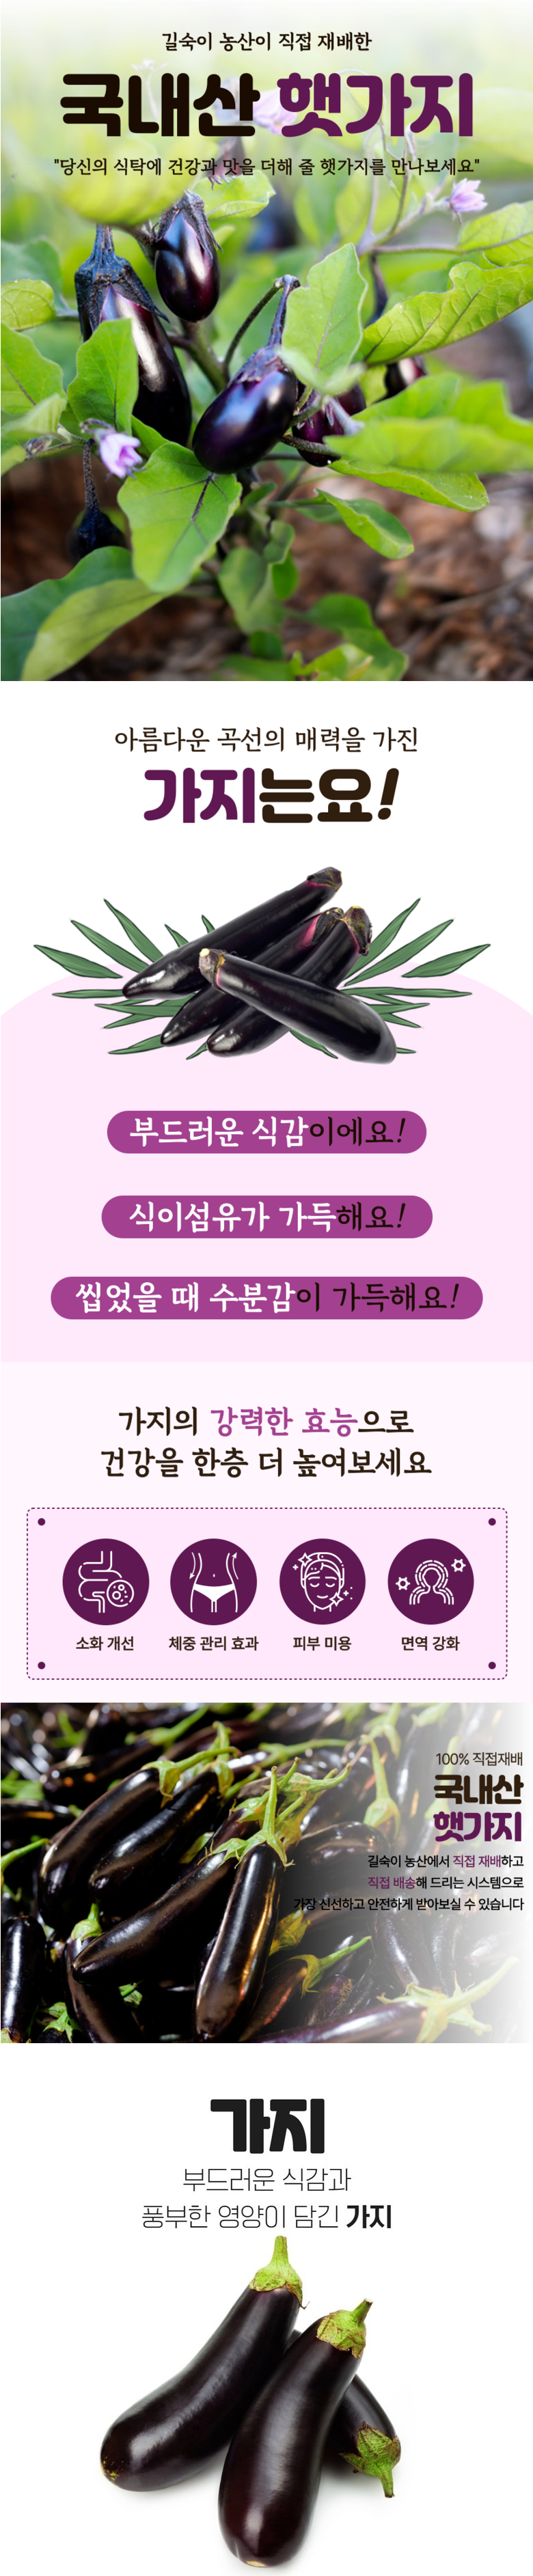 길숙이 농산이 직접 재배한
국내산 햇가지
"당신의 식탁에 건강과 맛을 더해 줄 햇가지를 만나보세요"
아름다운 곡선의 매력을 가진
가지는요!
부드러운 식감이에요!
식이섬유가 가득해요!
씹었을 때 수분감이 가득해요!
가지의 강력한 효능으로
건강을 한층 더 높여보세요
소화 개선
체중 관리 효과
피부 미용
면역 강화
100% 직접재배
국내산
햇가지
길숙이 농산에서 직접 재배하고
직접 배송해 드리는 시스템으로
가장 신선하고 안전하게 받아보실 수 있습니다
가지
부드러운 식감과
풍부한 영양이 담긴 가지